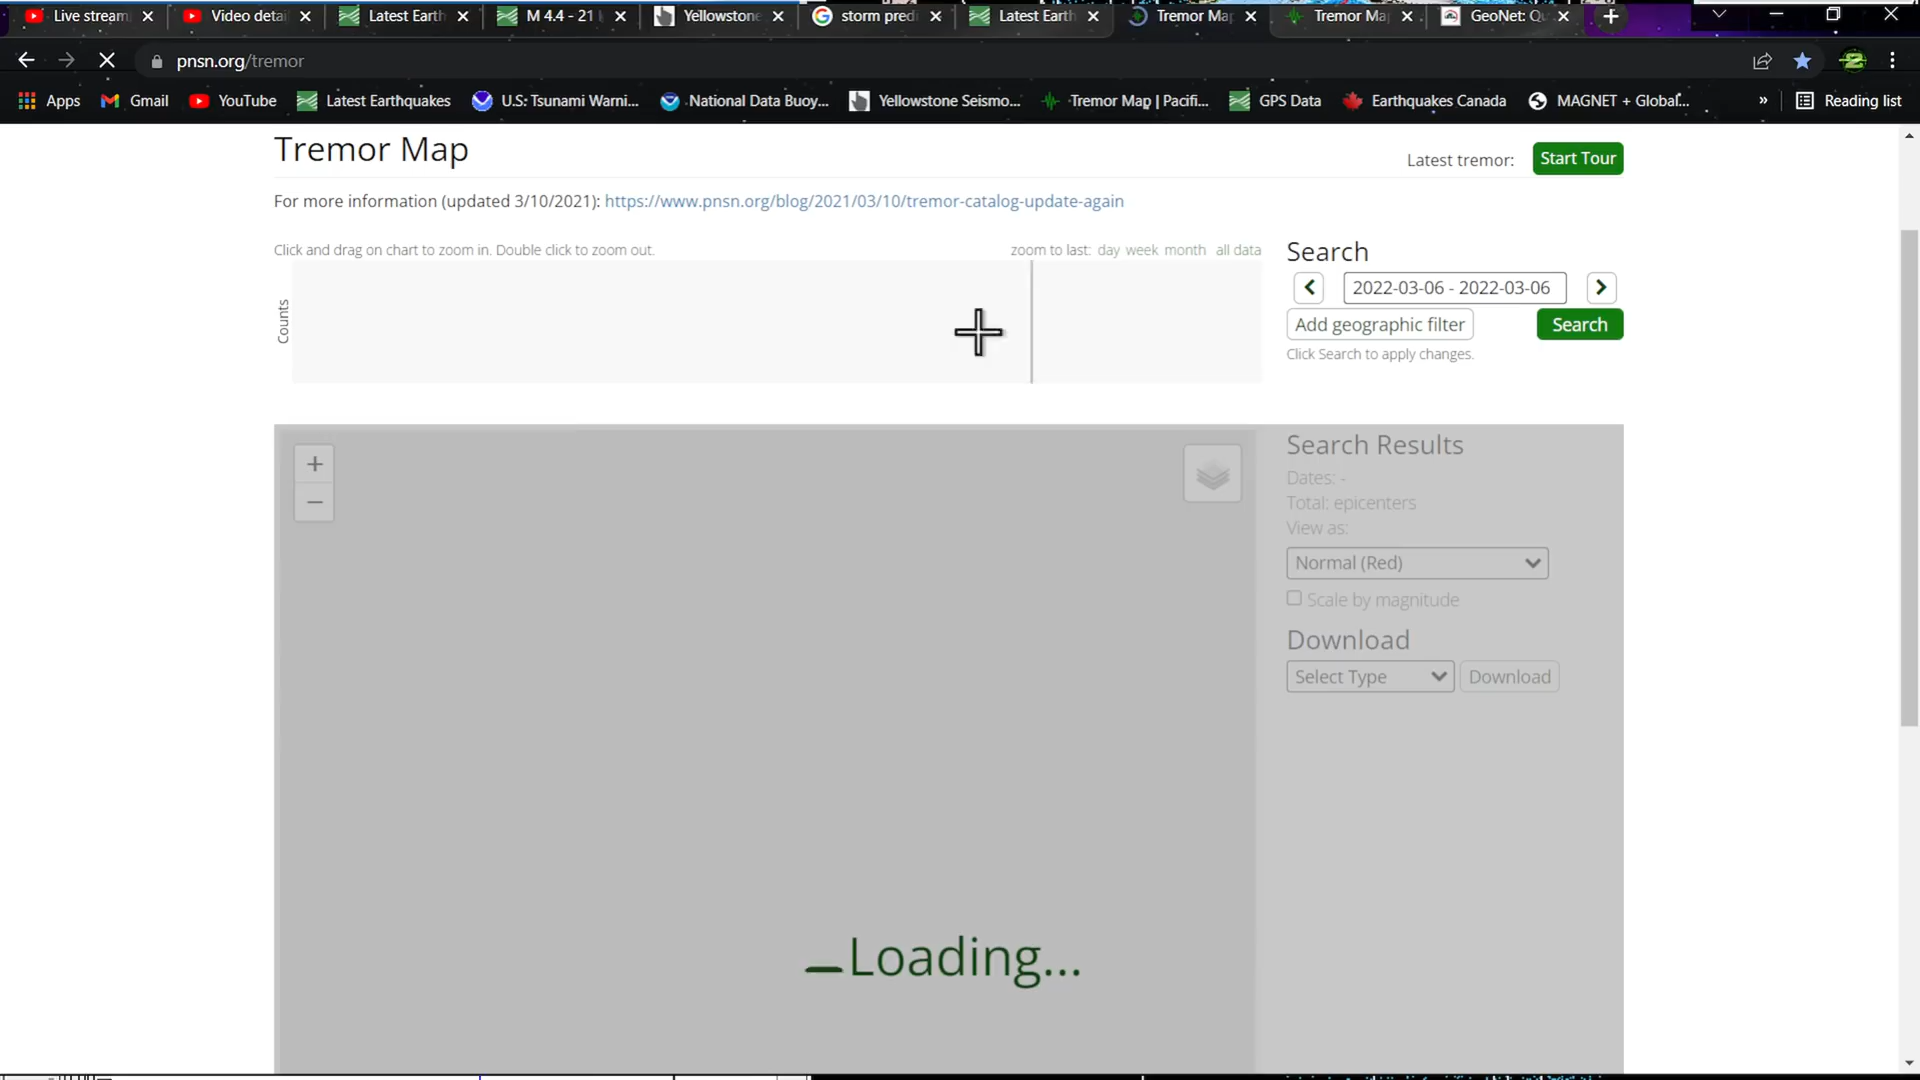 Live stream
Video detai
Latest Earth
M 4.4 - 21
Yellowstone
storm pred
Latest Earth
Tremor Ma
Tremor Ma
GeoNet: Qu
pnsn.org/tremor
Apps
Gmail
YouTube
Latest Earthquakes
U.S. Tsunami Warni...
National Data Buoy...
Yellowstone Seismo...
Tremor Map | Pacifi...
GPS Data
Earthquakes Canada
MAGNET + Global...
»
Reading list
Tremor Map
Latest tremor:
Start Tour
For more information (updated 3/10/2021): https://www.pnsn.org/blog/2021/03/10/tremor-catalog-update-again
Click and drag on chart to zoom in. Double click to zoom out.
zoom to last: day week month all data
Counts
Search
2022-03-06 - 2022-03-06
Add geographic filter
Search
Click Search to apply changes.
+
−
Search Results
Dates: -
Total: epicenters
View as:
Normal (Red)
Scale by magnitude
Download
Select Type
Download
Loading...